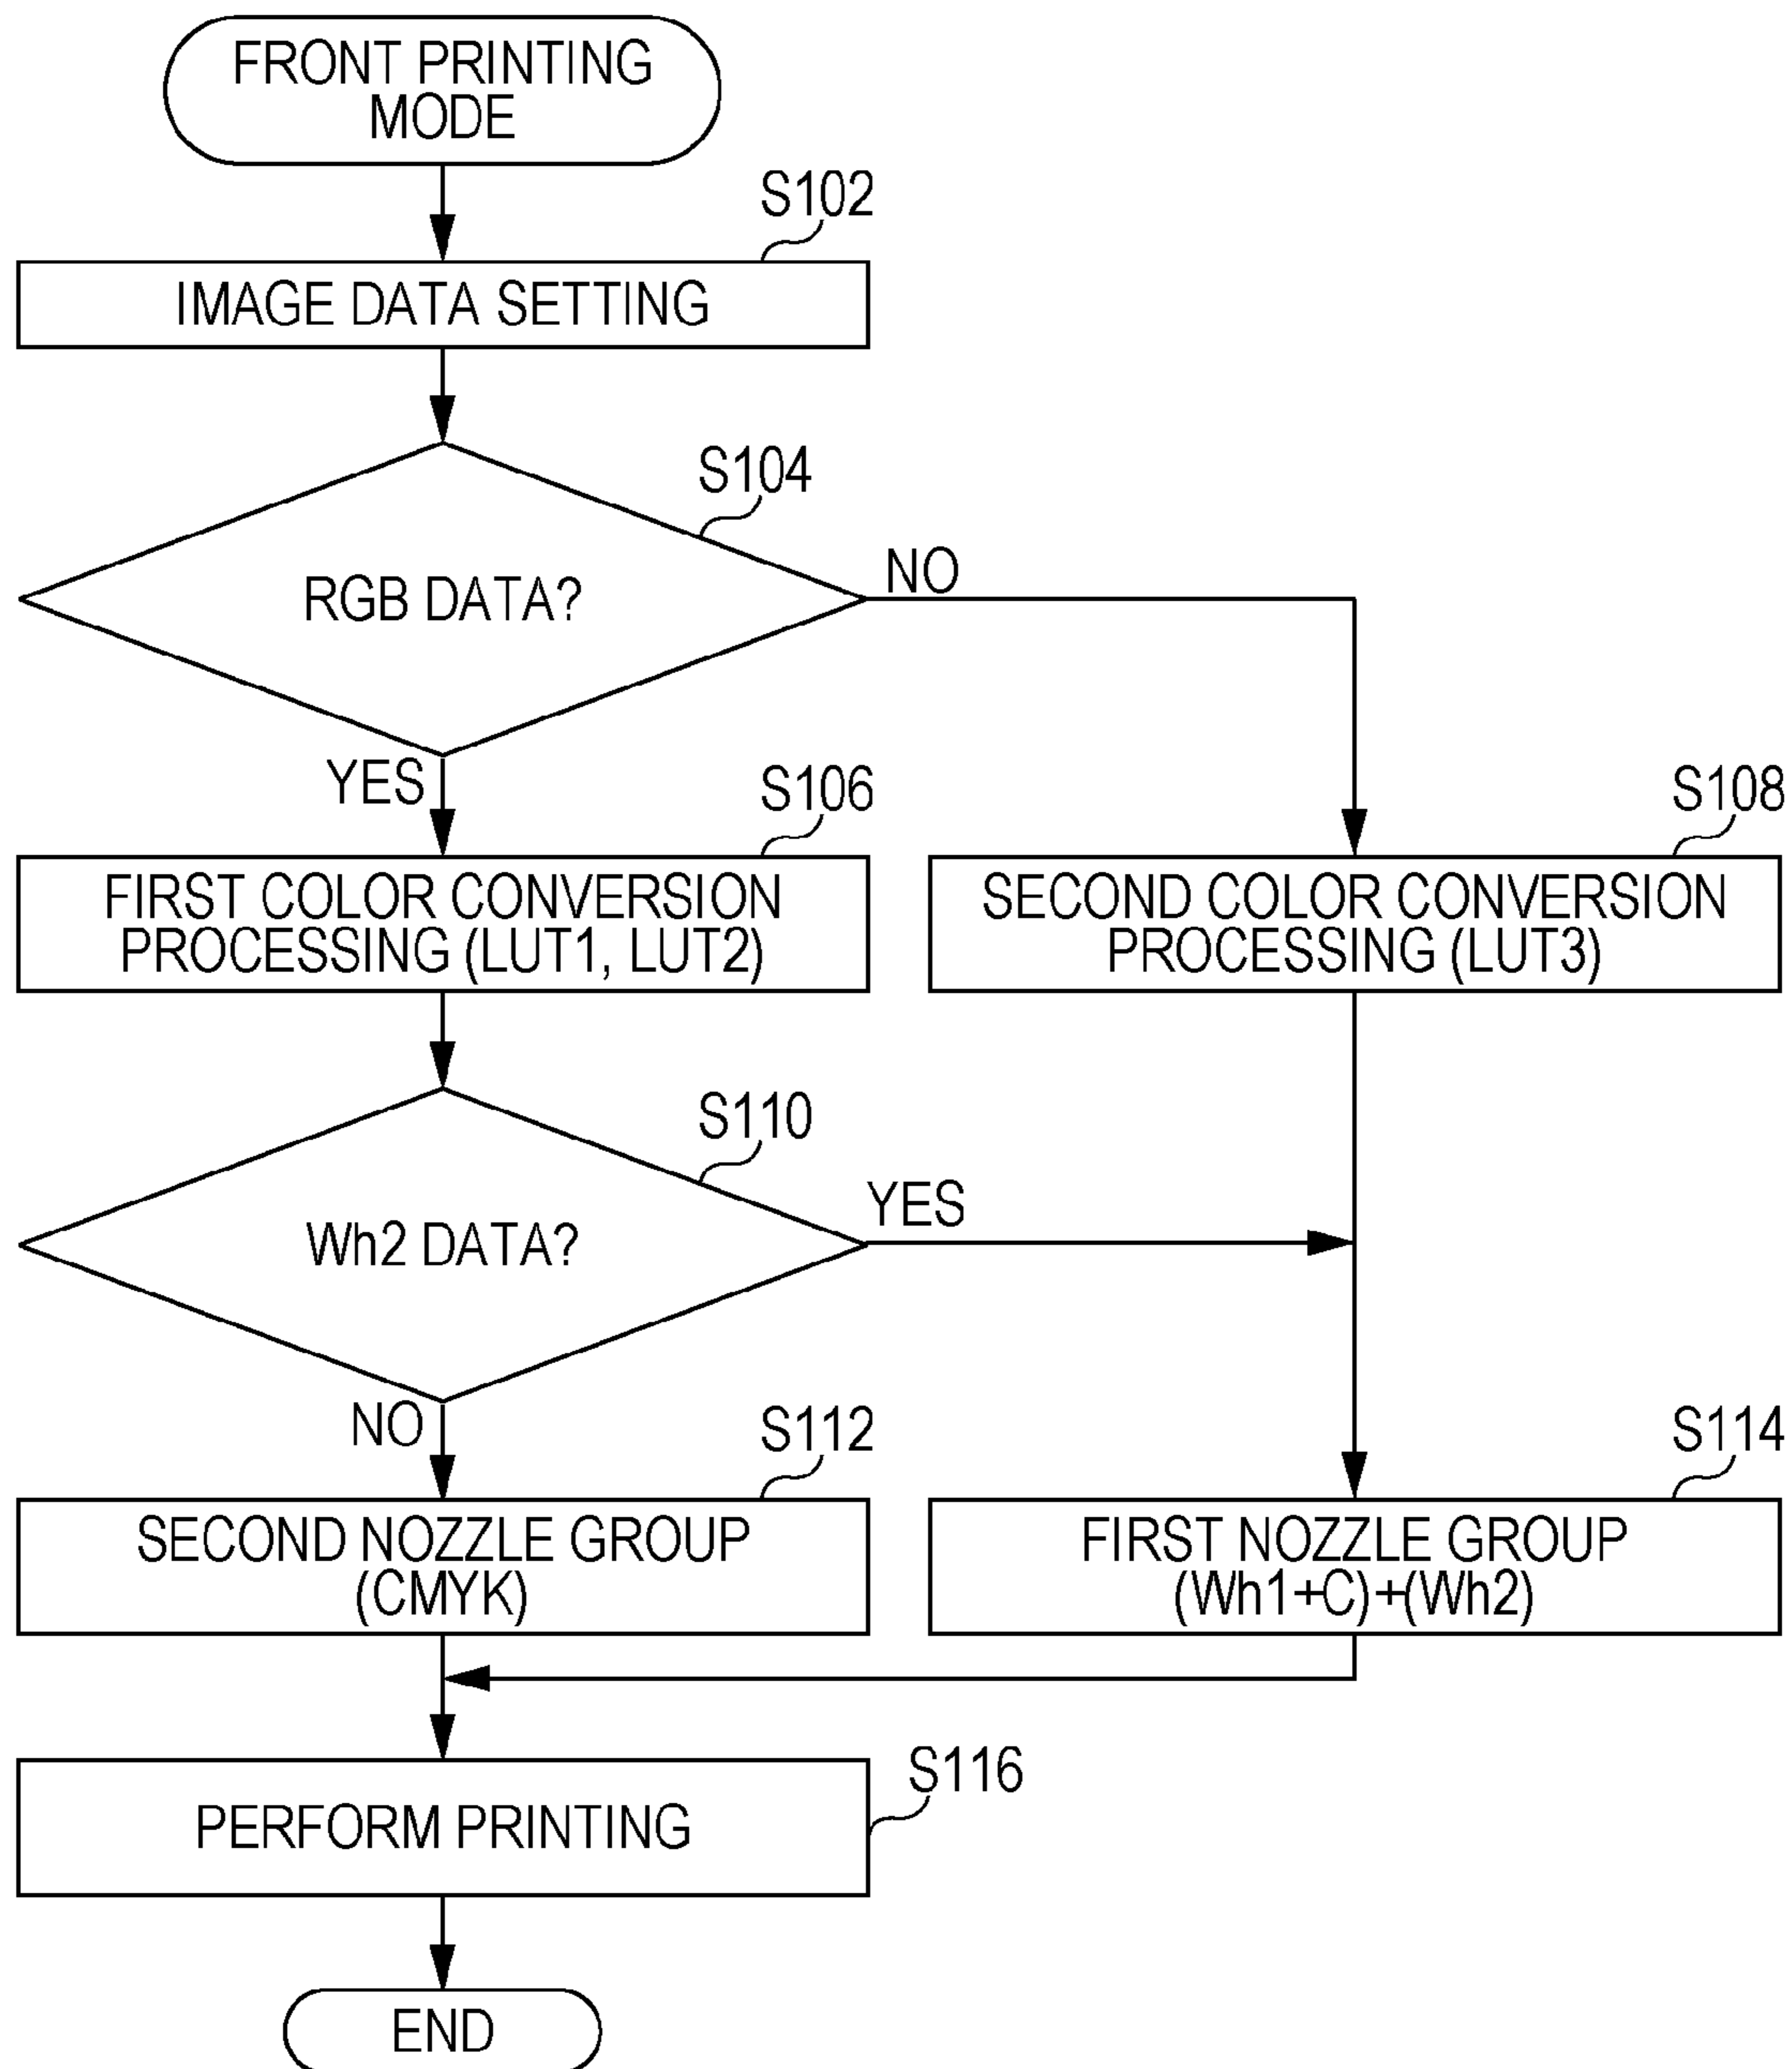 FRONT PRINTING
MODE
S102
IMAGE DATA SETTING
S104
RGB DATA?
NO
YES
S106
S108
FIRST COLOR CONVERSION
PROCESSING (LUT1, LUT2)
SECOND COLOR CONVERSION
PROCESSING (LUT3)
S110
Wh2 DATA?
YES
NO
S112
S114
SECOND NOZZLE GROUP
(CMYK)
FIRST NOZZLE GROUP
(Wh1+C)+(Wh2)
S116
PERFORM PRINTING
END